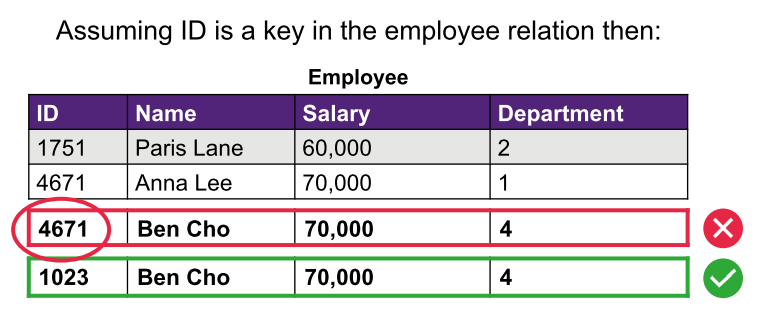 Assuming ID is a key in the employee relation then:
Employee
ID Name Salary Department
1751 Paris Lane 60,000 2
4671 Anna Lee 70,000 1
4671 Ben Cho 70,000 4
1023 Ben Cho 70,000 4